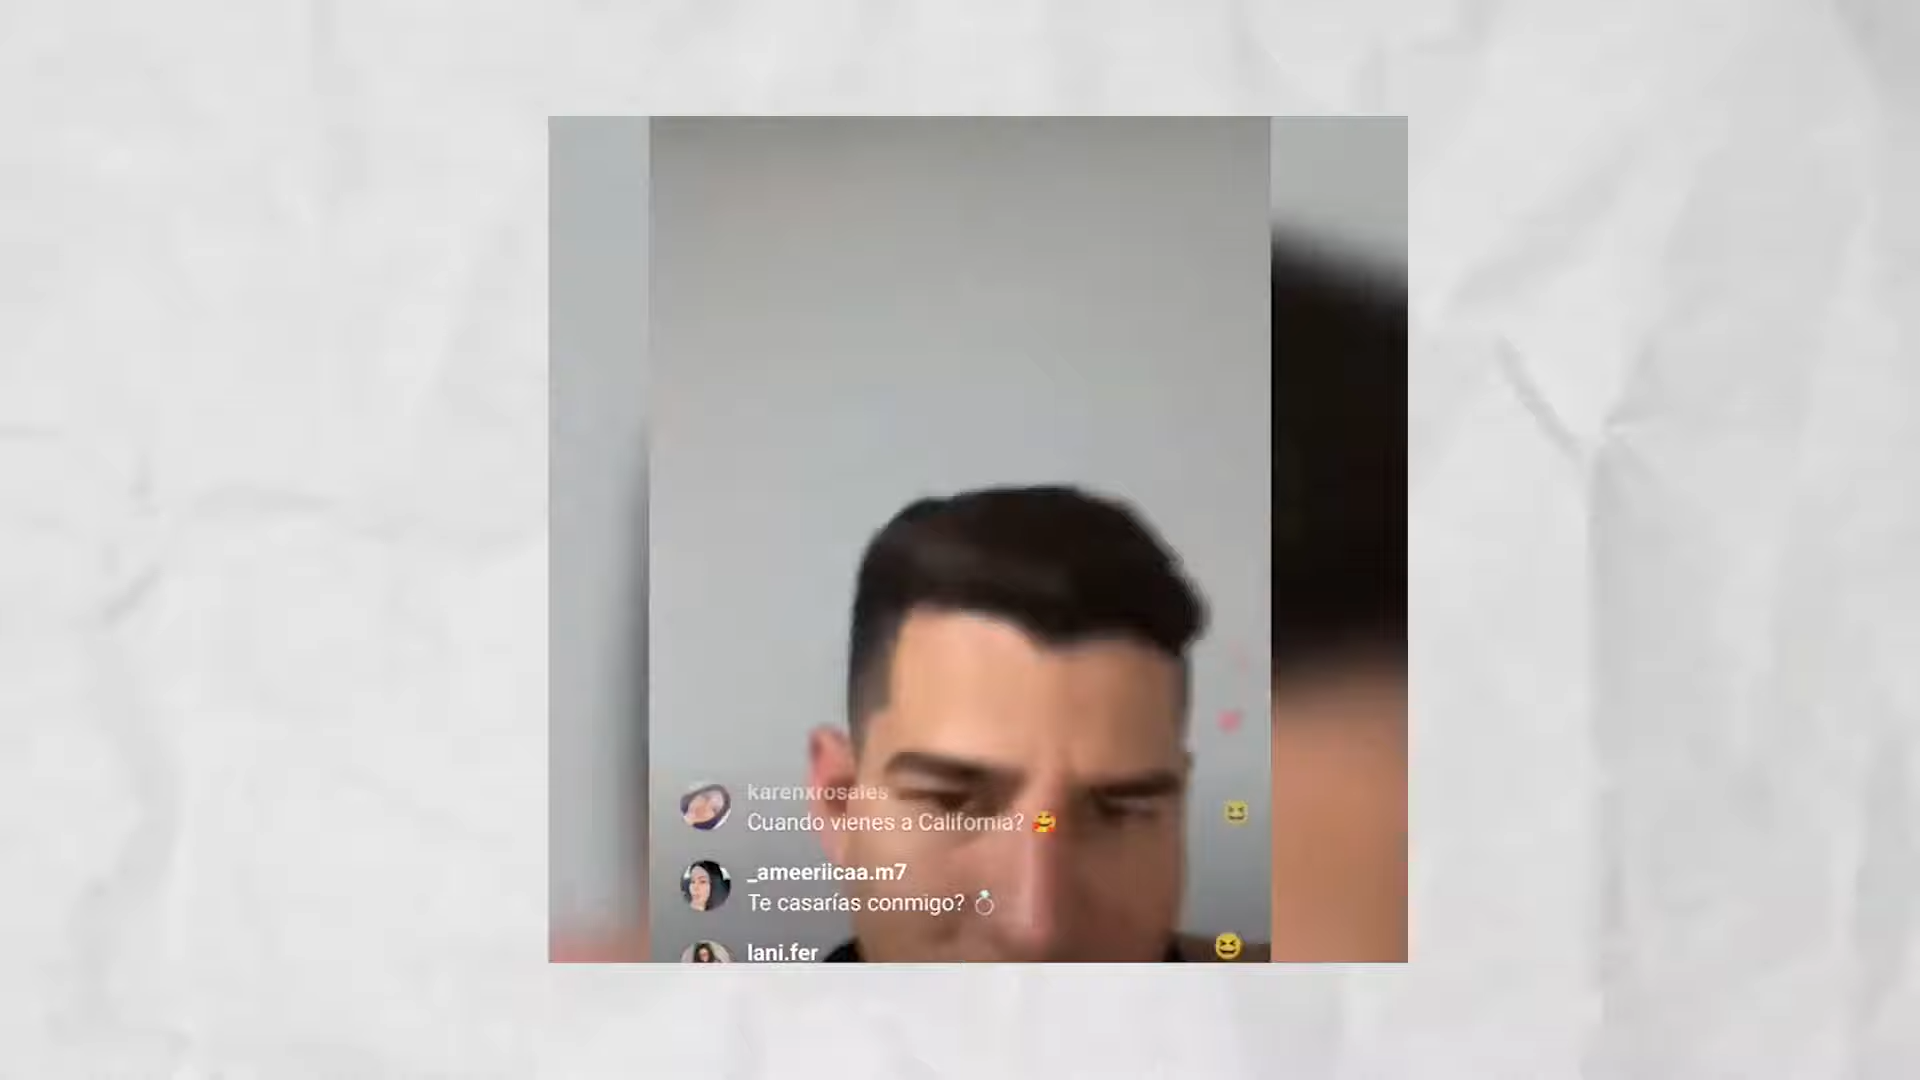 karenxrosales
Cuando vienes a California? 🥰
_ameeriicaa.m7
Te casarías conmigo? 💍
lani.fer